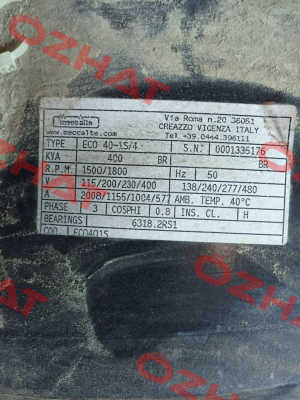 OZHAT
meccalte
www.meccalte.com
Via Roma n.20 36051
CREAZZO VICENZA ITALY
Tel +39.0444.396111
TYPE ECO 40-1S/4 S.N. 0001335176
KVA 400 BR BR
R.P.M. 1500/1800 Hz 50
V 115/200/230/400 138/240/277/480
A 2008/1155/1004/577 AMB. TEMP. 40°C
PHASE 3 COSPHI 0.8 INS. CL. H
BEARINGS 6318.2RS1
COD. ECO401S
OZHAT
OZHAT
OZHAT
OZHAT